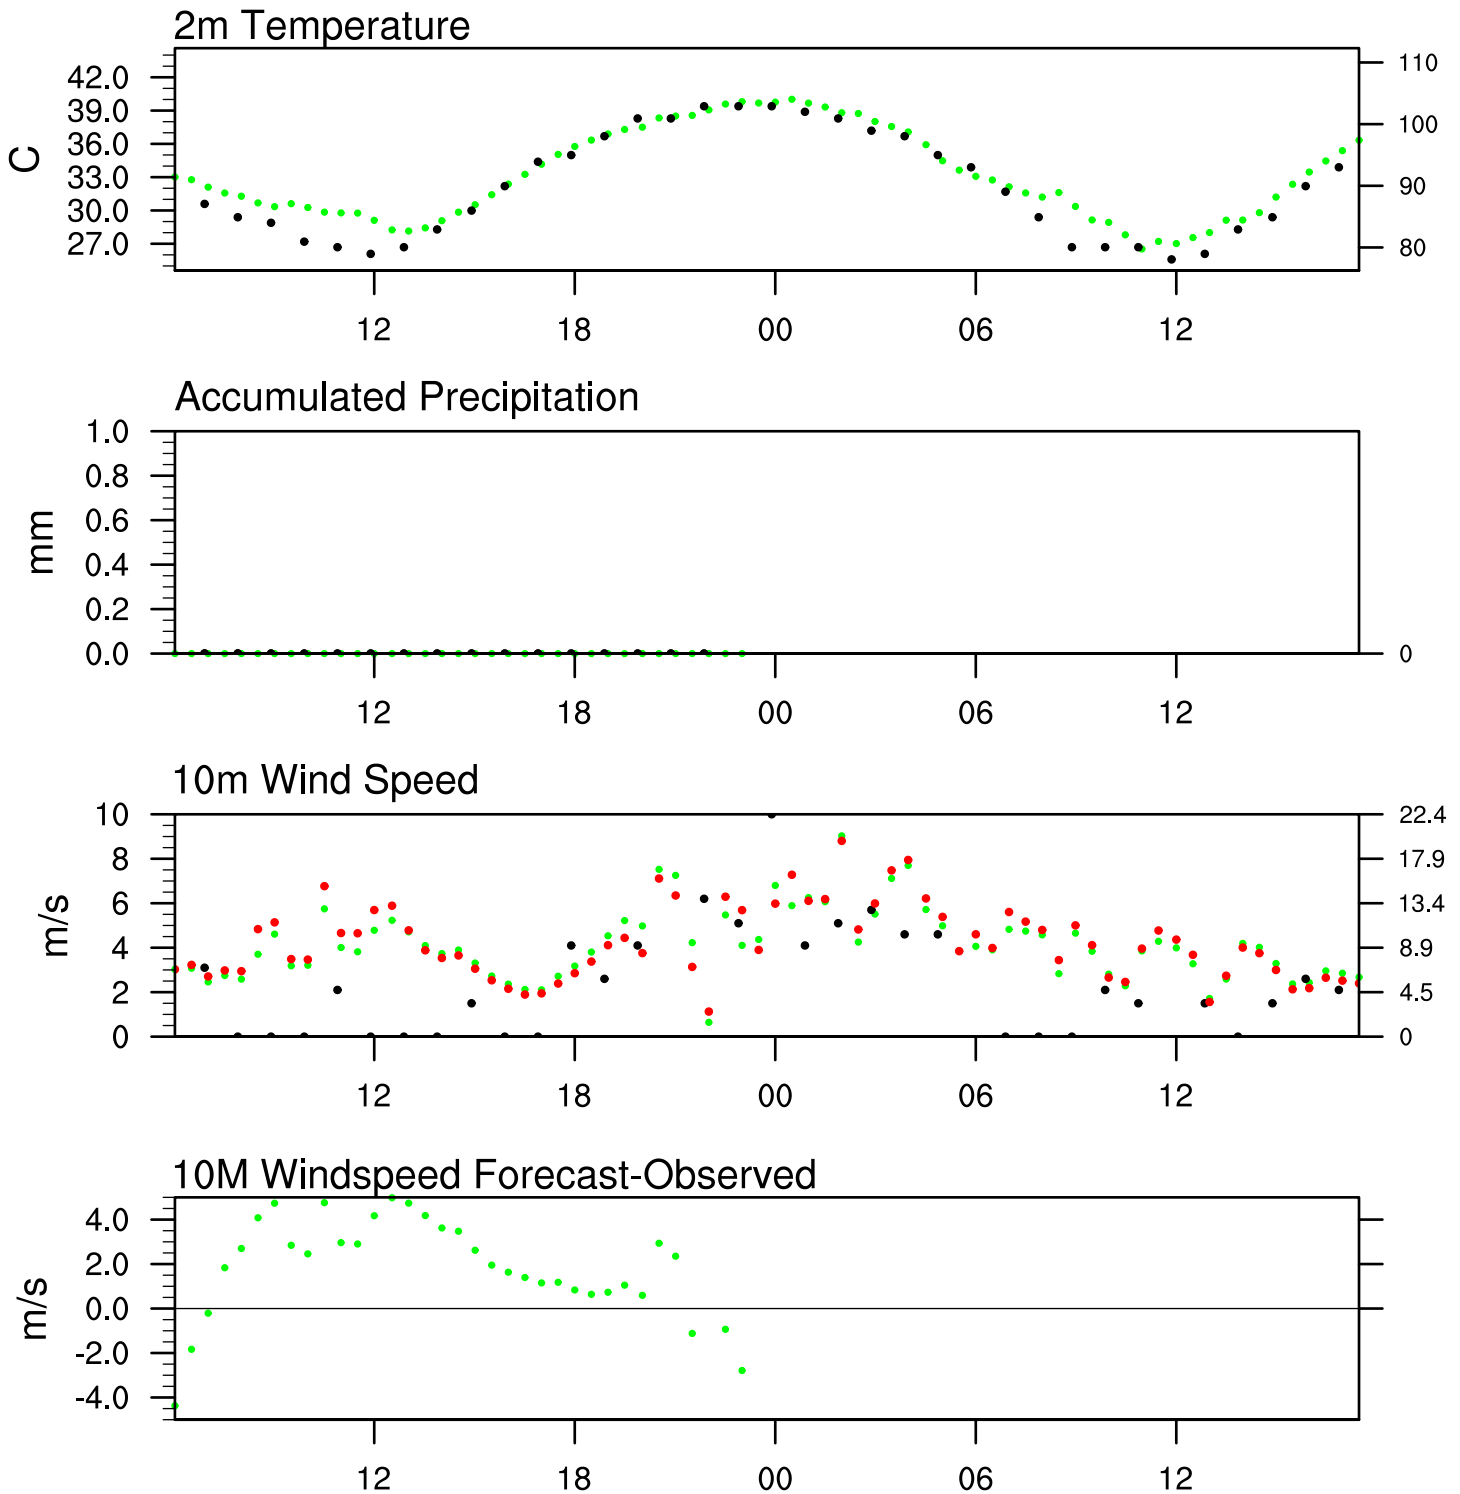 2m Temperature
42.0
39.0
36.0
33.0
30.0
27.0
C
110
100
90
80
12 18 00 06 12
Accumulated Precipitation
1.0
0.8
0.6
0.4
0.2
0.0
mm
0
12 18 00 06 12
10m Wind Speed
10
8
6
4
2
0
m/s
22.4
17.9
13.4
8.9
4.5
0
12 18 00 06 12
10M Windspeed Forecast-Observed
4.0
2.0
0.0
-2.0
-4.0
m/s
12 18 00 06 12